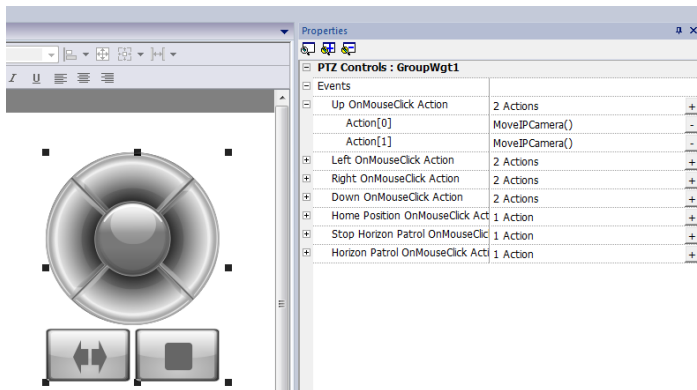 Properties
I U
PTZ Controls : GroupWgt1
Events
Up OnMouseClick Action 2 Actions +
Action[0] MoveIPCamera() -
Action[1] MoveIPCamera() -
Left OnMouseClick Action 2 Actions +
Right OnMouseClick Action 2 Actions +
Down OnMouseClick Action 2 Actions +
Home Position OnMouseClick Act 1 Action +
Stop Horizon Patrol OnMouseClic 1 Action +
Horizon Patrol OnMouseClick Acti 1 Action +